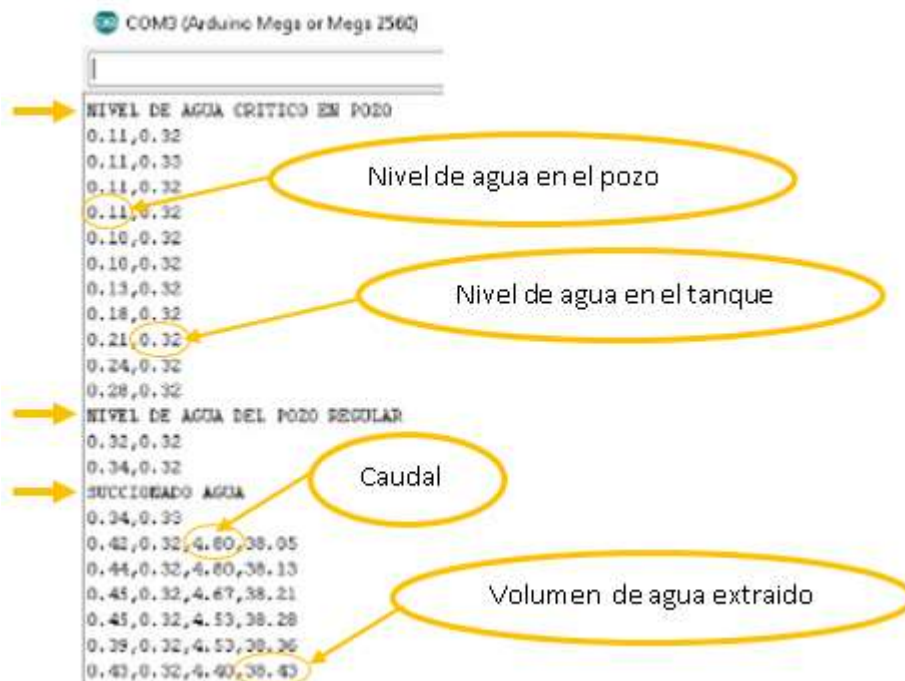 COM3 (Arduino Mega or Mega 2560)
NIVEL DE AGUA CRITICO EN POZO
0.11,0.32
0.11,0.33
0.11,0.32
0.11,0.32
0.10,0.32
0.10,0.32
0.13,0.32
0.18,0.32
0.21,0.32
0.24,0.32
0.28,0.32
NIVEL DE AGUA DEL POZO REGULAR
0.32,0.32
0.34,0.32
SUCCIONADO AGUA
0.34,0.33
0.42,0.32,4.80,38.05
0.44,0.32,4.80,38.13
0.45,0.32,4.67,38.21
0.45,0.32,4.53,38.28
0.39,0.32,4.53,38.36
0.43,0.32,4.40,38.43
Nivel de agua en el pozo
Nivel de agua en el tanque
Caudal
Volumen de agua extraido